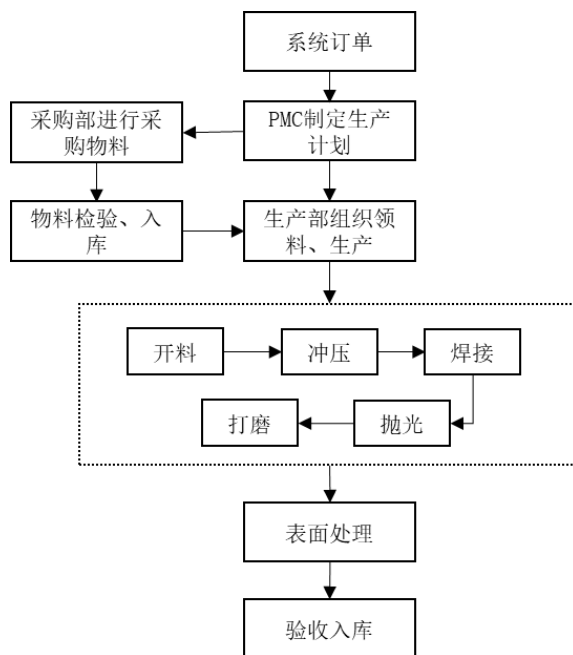 系统订单
采购部进行采
购物料
PMC制定生产
计划
物料检验、入
库
生产部组织领
料、生产
开料
冲压
焊接
打磨
抛光
表面处理
验收入库